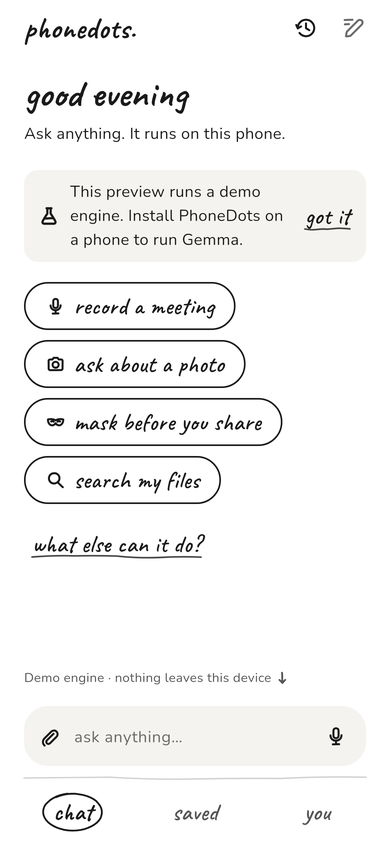 phonedots.
good evening
Ask anything. It runs on this phone.
This preview runs a demo
engine. Install PhoneDots on
a phone to run Gemma.
got it
record a meeting
ask about a photo
mask before you share
search my files
what else can it do?
Demo engine · nothing leaves this device ↓
ask anything...
chat
saved
you